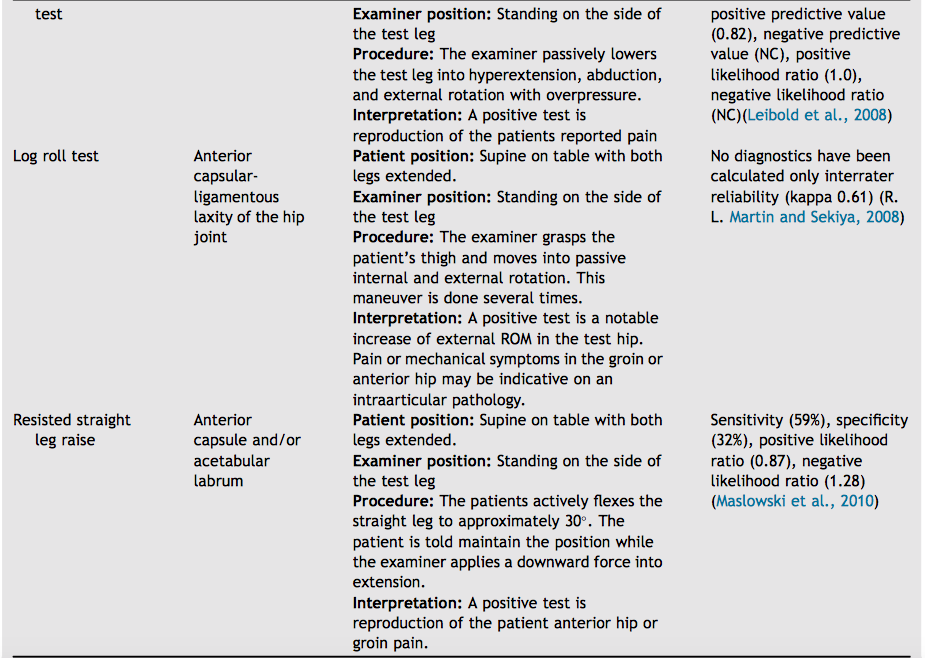 test
Examiner position: Standing on the side of
the test leg
Procedure: The examiner passively lowers
the test leg into hyperextension, abduction,
and external rotation with overpressure.
Interpretation: A positive test is
reproduction of the patients reported pain
positive predictive value
(0.82), negative predictive
value (NC), positive
likelihood ratio (1.0),
negative likelihood ratio
(NC)(Leibold et al., 2008)
Log roll test
Anterior
capsular-
ligamentous
laxity of the hip
joint
Patient position: Supine on table with both
legs extended.
Examiner position: Standing on the side of
the test leg
Procedure: The examiner grasps the
patient's thigh and moves into passive
internal and external rotation. This
maneuver is done several times.
Interpretation: A positive test is a notable
increase of external ROM in the test hip.
Pain or mechanical symptoms in the groin or
anterior hip may be indicative on an
intraarticular pathology.
No diagnostics have been
calculated only interrater
reliability (kappa 0.61) (R.
L. Martin and Sekiya, 2008)
Resisted straight
leg raise
Anterior
capsule and/or
acetabular
labrum
Patient position: Supine on table with both
legs extended.
Examiner position: Standing on the side of
the test leg
Procedure: The patients actively flexes the
straight leg to approximately 30°. The
patient is told maintain the position while
the examiner applies a downward force into
extension.
Interpretation: A positive test is
reproduction of the patient anterior hip or
groin pain.
Sensitivity (59%), specificity
(32%), positive likelihood
ratio (0.87), negative
likelihood ratio (1.28)
(Maslowski et al., 2010)